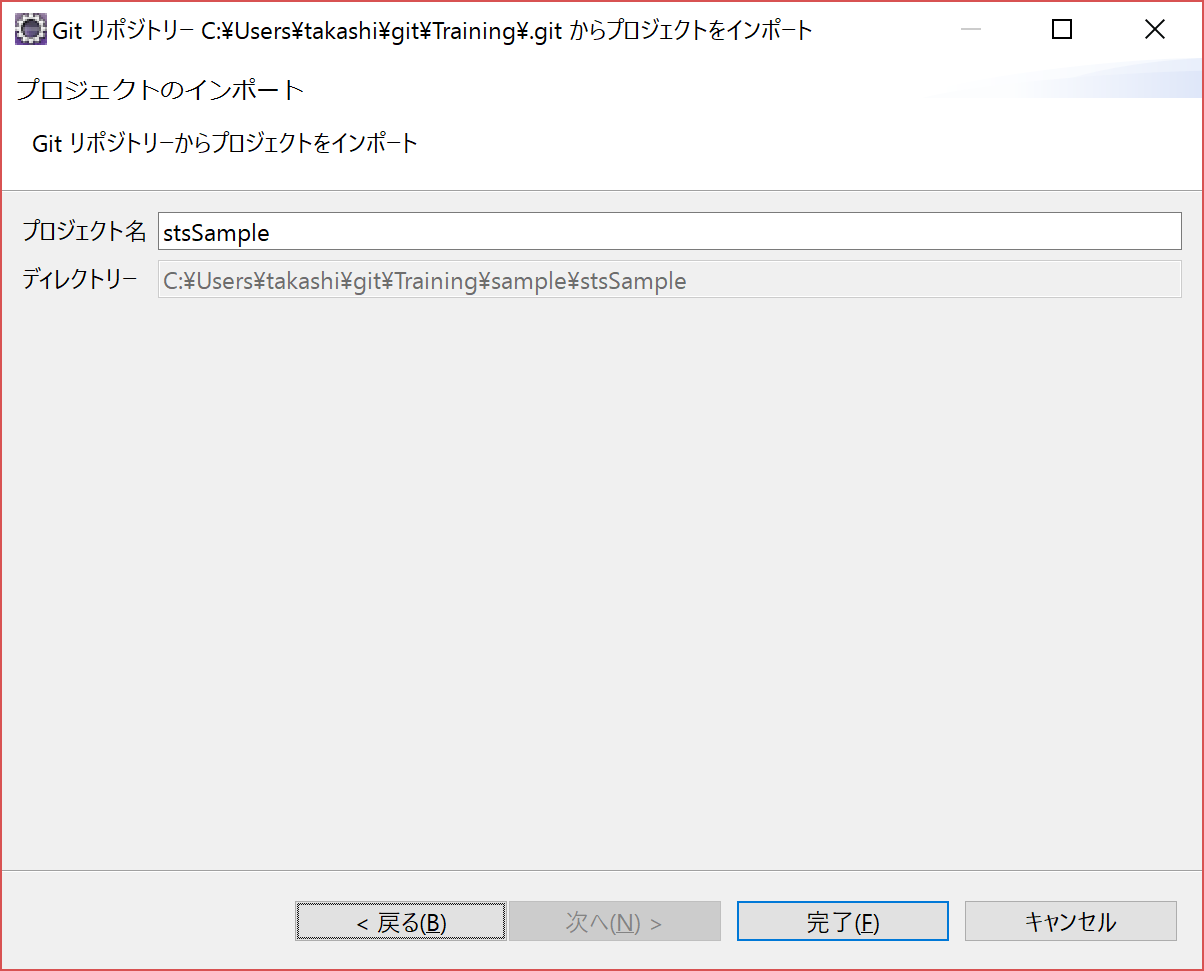 Git リポジトリー C:¥Users¥takashi¥git¥Training¥.git からプロジェクトをインポート
プロジェクトのインポート
Git リポジトリーからプロジェクトをインポート
プロジェクト名 stsSample
ディレクトリー C:¥Users¥takashi¥git¥Training¥sample¥stsSample
< 戻る(B) 次へ(N) > 完了(F) キャンセル